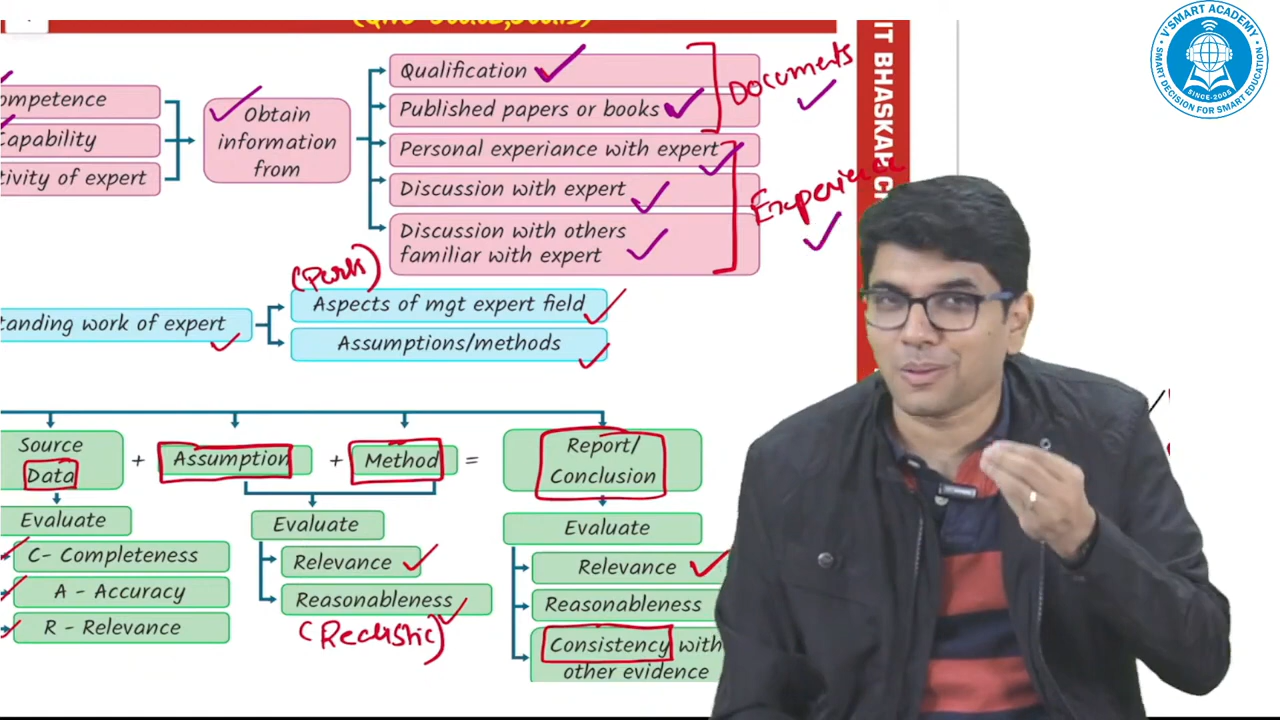 Qualification
Published papers or books
Documents
ompetence
Capability
tivity of expert
Obtain
information
from
Personal experiance with expert
Discussion with expert
Discussion with others
familiar with expert
Experience
tanding work of expert
Aspects of mgt expert field
Assumptions/methods
Source
Data
+
Assumption
+
Method
=
Report/
Conclusion
Evaluate
C- Completeness
A - Accuracy
R - Relevance
Evaluate
Relevance
Reasonableness
(Realistic)
Evaluate
Relevance
Reasonableness
Consistency with
other evidence
IT BHASKAR
V'SMART ACADEMY
SINCE-2005
SMART DECISION FOR SMART EDUCATION